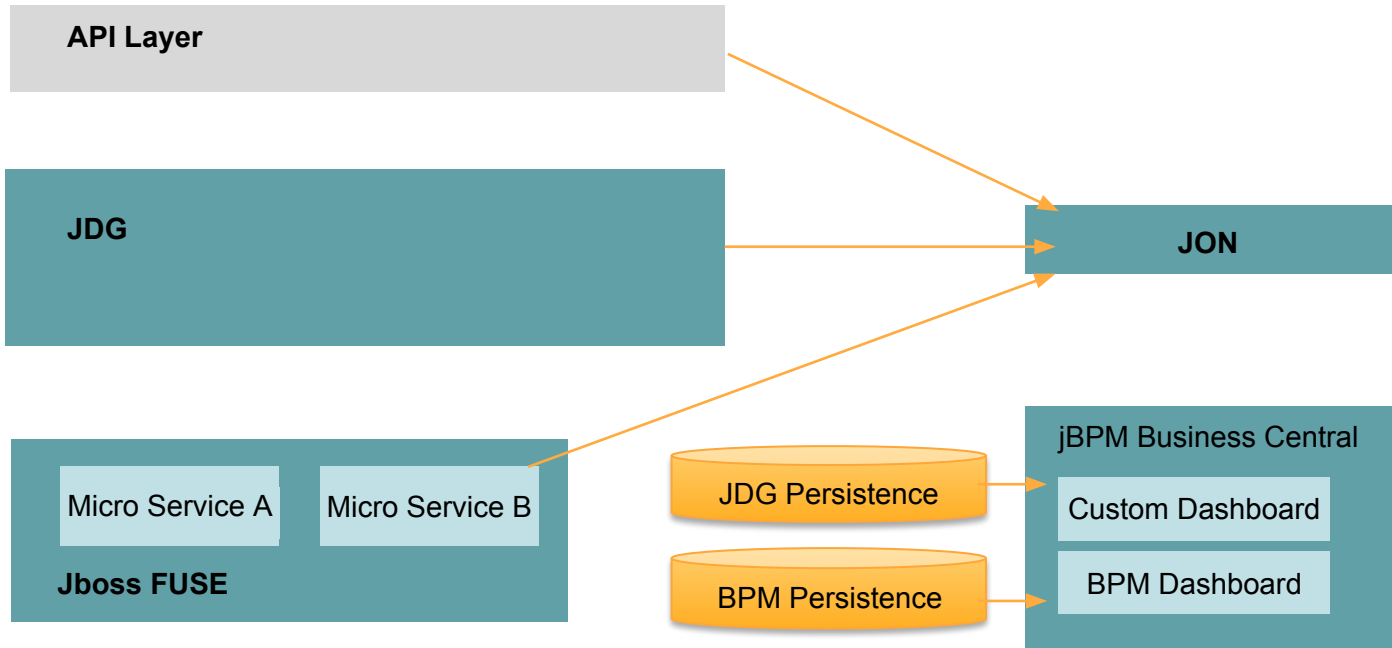 API Layer
JDG
JON
Micro Service A
Micro Service B
Jboss FUSE
JDG Persistence
BPM Persistence
jBPM Business Central
Custom Dashboard
BPM Dashboard